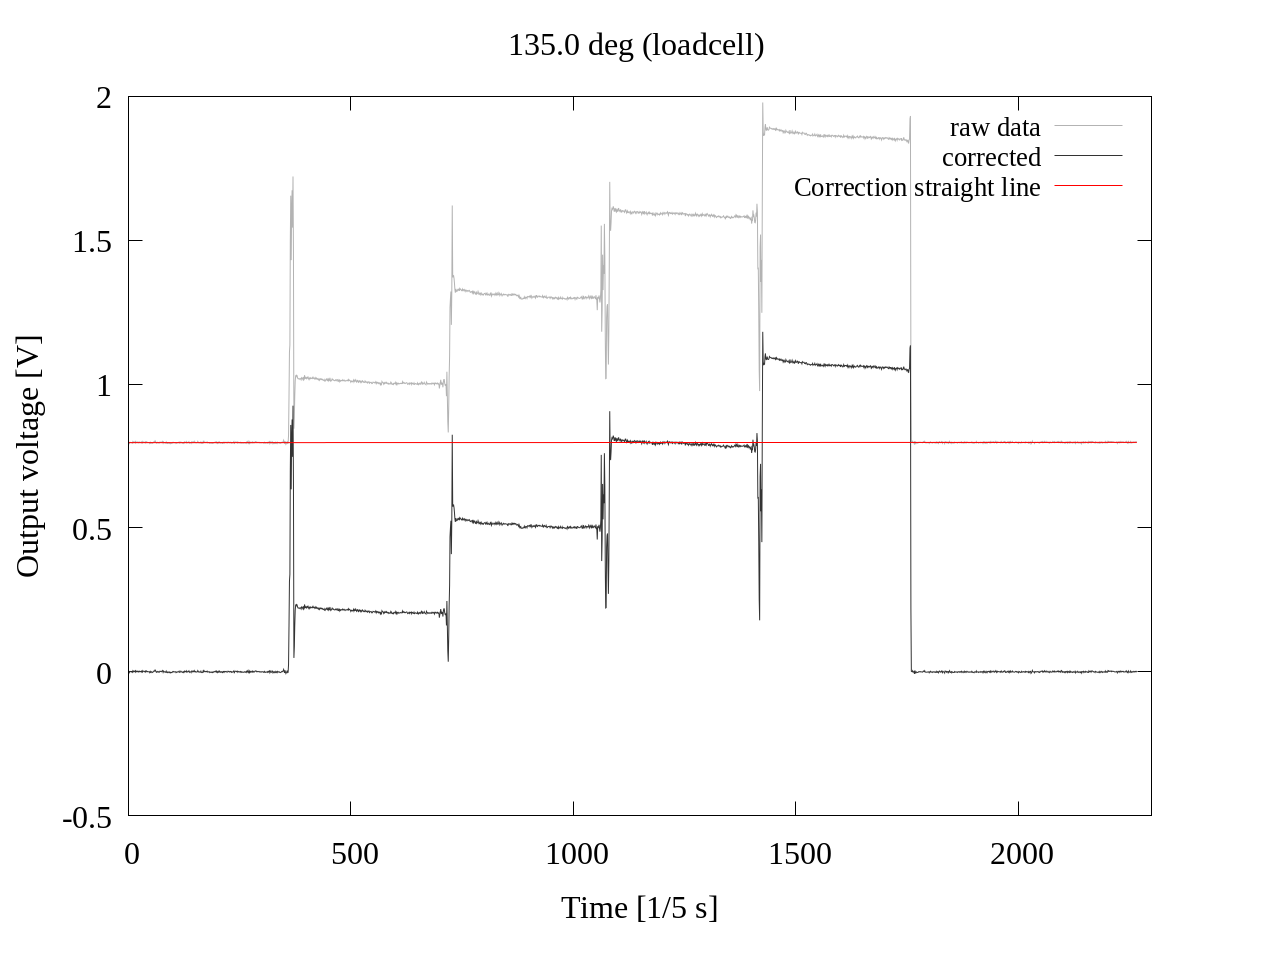 135.0 deg (loadcell)
raw data
corrected
Correction straight line
2
1.5
1
0.5
0
-0.5
Output voltage [V]
0 500 1000 1500 2000
Time [1/5 s]